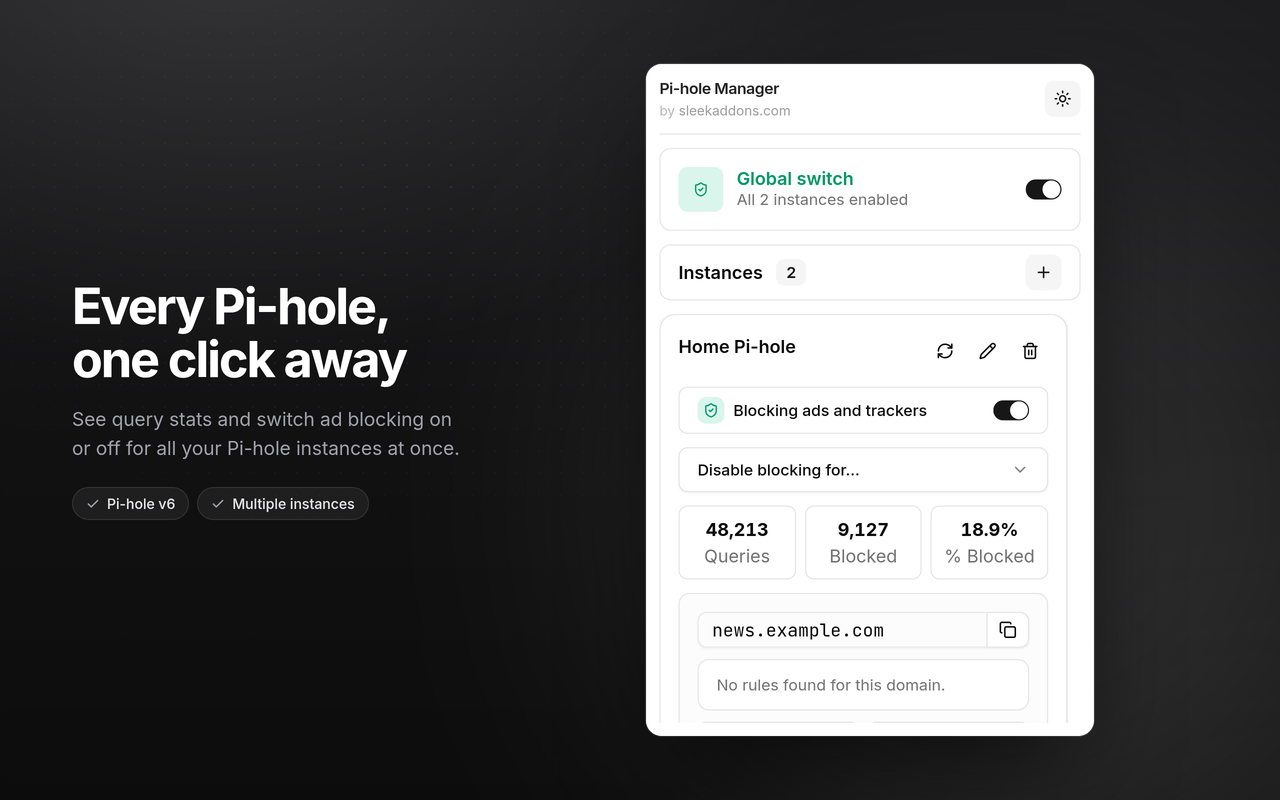 Every Pi-hole,
one click away
See query stats and switch ad blocking on
or off for all your Pi-hole instances at once.
Pi-hole v6
Multiple instances
Pi-hole Manager
by sleekaddons.com
Global switch
All 2 instances enabled
Instances 2
Home Pi-hole
Blocking ads and trackers
Disable blocking for...
48,213
Queries
9,127
Blocked
18.9%
% Blocked
news.example.com
No rules found for this domain.